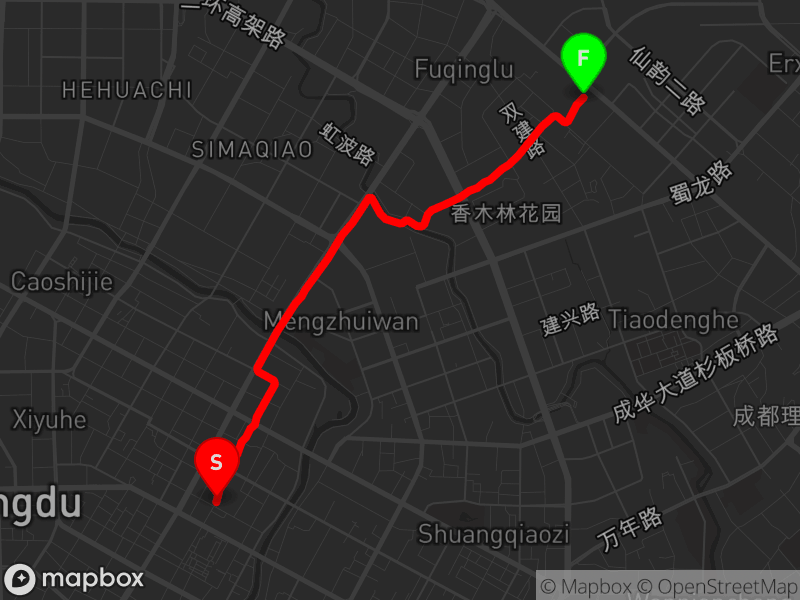 二环高架路
Fuqinglu
F
仙韵二路
Erx
HEHUACHI
双建路
虹波路
SIMAQIAO
蜀龙路
香木林花园
Caoshijie
Mengzhuiwan
建兴路
Tiaodenghe
成华大道杉板桥路
Xiyuhe
成都理
S
ngdu
Shuangqiaozi
万年路
mapbox
© Mapbox © OpenStreetMap